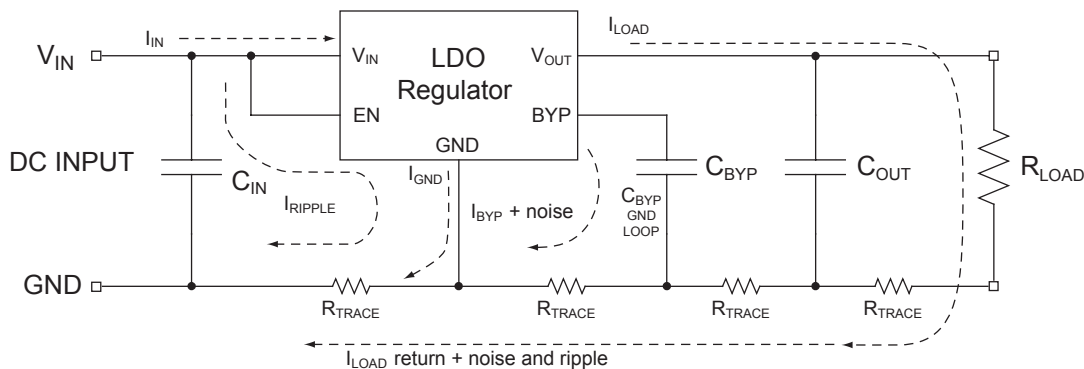 I_IN
I_LOAD
V_IN
V_IN
LDO
Regulator
V_OUT
EN
BYP
GND
DC INPUT
C_IN
I_RIPPLE
I_GND
I_BYP + noise
C_BYP
GND
LOOP
C_BYP
C_OUT
R_LOAD
GND
R_TRACE
R_TRACE
R_TRACE
R_TRACE
I_LOAD return + noise and ripple